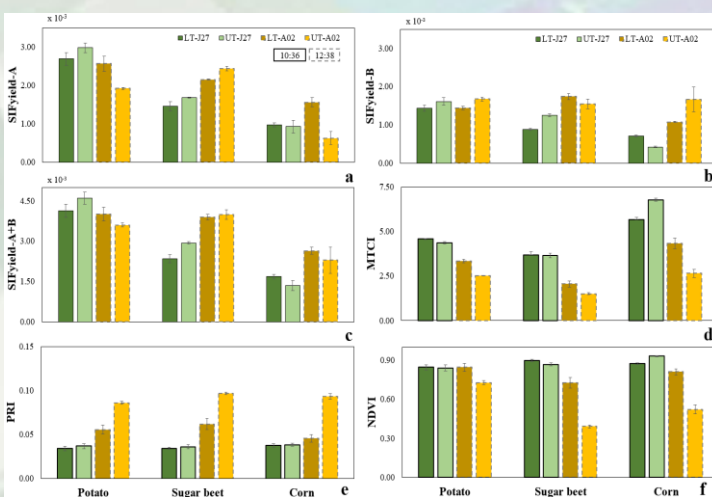 x 10⁻³
SIFyield-A
3.00
2.00
1.00
0.00
LT-J27 UT-J27 LT-A02 UT-A02
10:36 12:38
a
x 10⁻³
SIFyield-B
3.00
2.00
1.00
0.00
LT-J27 UT-J27 LT-A02 UT-A02
b
x 10⁻³
SIFyield-A+B
4.50
3.00
1.50
0.00
c
MTCI
7.50
5.00
2.50
0.00
d
PRI
0.15
0.10
0.05
0.00
Potato Sugar beet Corn
e
NDVI
0.90
0.60
0.30
0.00
Potato Sugar beet Corn
f